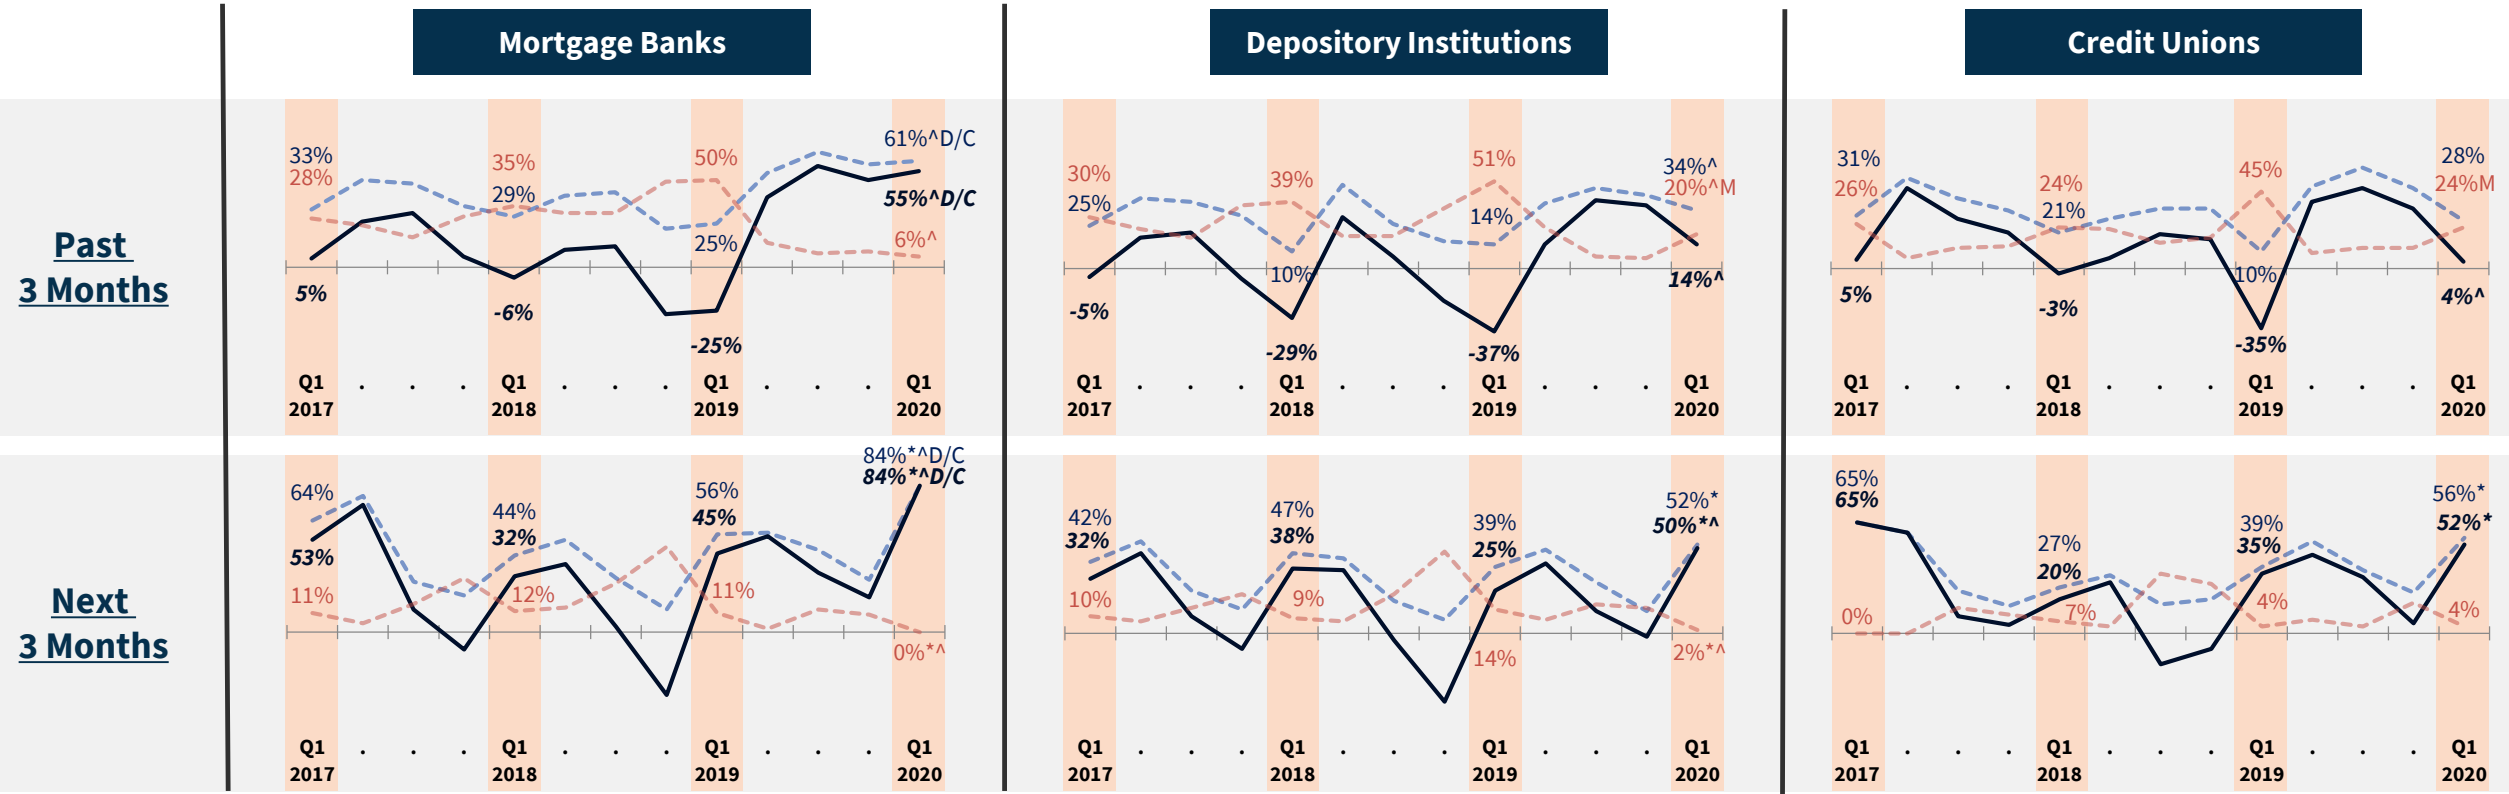 Mortgage Banks
Depository Institutions
Credit Unions
Past
3 Months
33%
28%
5%
35%
29%
-6%
50%
25%
-25%
61%^D/C
55%^D/C
6%^
Q1 . . . Q1 . . . Q1 . . . Q1
2017 2018 2019 2020
30%
25%
-5%
39%
10%
-29%
51%
14%
-37%
34%^
20%^M
14%^
Q1 . . . Q1 . . . Q1 . . . Q1
2017 2018 2019 2020
31%
26%
5%
24%
21%
-3%
45%
10%
-35%
28%
24%M
4%^
Q1 . . . Q1 . . . Q1 . . . Q1
2017 2018 2019 2020
Next
3 Months
64%
53%
11%
44%
32%
12%
56%
45%
11%
84%*^D/C
84%*^D/C
0%*^
Q1 . . . Q1 . . . Q1 . . . Q1
2017 2018 2019 2020
42%
32%
10%
47%
38%
9%
39%
25%
14%
52%*
50%*^
2%*^
Q1 . . . Q1 . . . Q1 . . . Q1
2017 2018 2019 2020
65%
65%
0%
27%
20%
7%
39%
35%
4%
56%*
52%*
4%
Q1 . . . Q1 . . . Q1 . . . Q1
2017 2018 2019 2020